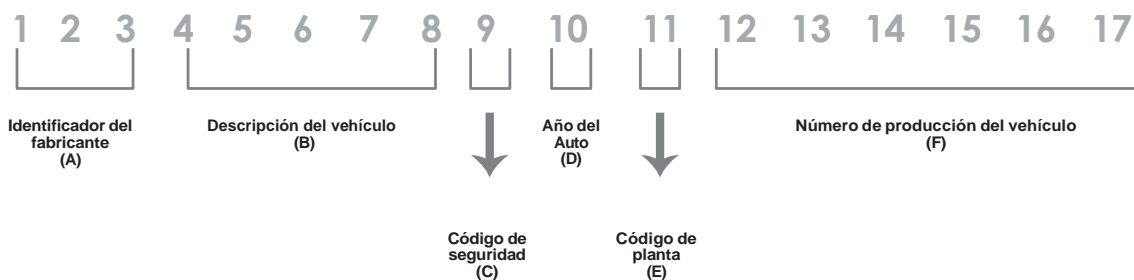 1 2 3 4 5 6 7 8 9 10 11 12 13 14 15 16 17
Identificador del
fabricante
(A)
Descripción del vehículo
(B)
Año del
Auto
(D)
Número de producción del vehículo
(F)
Código de
seguridad
(C)
Código de
planta
(E)